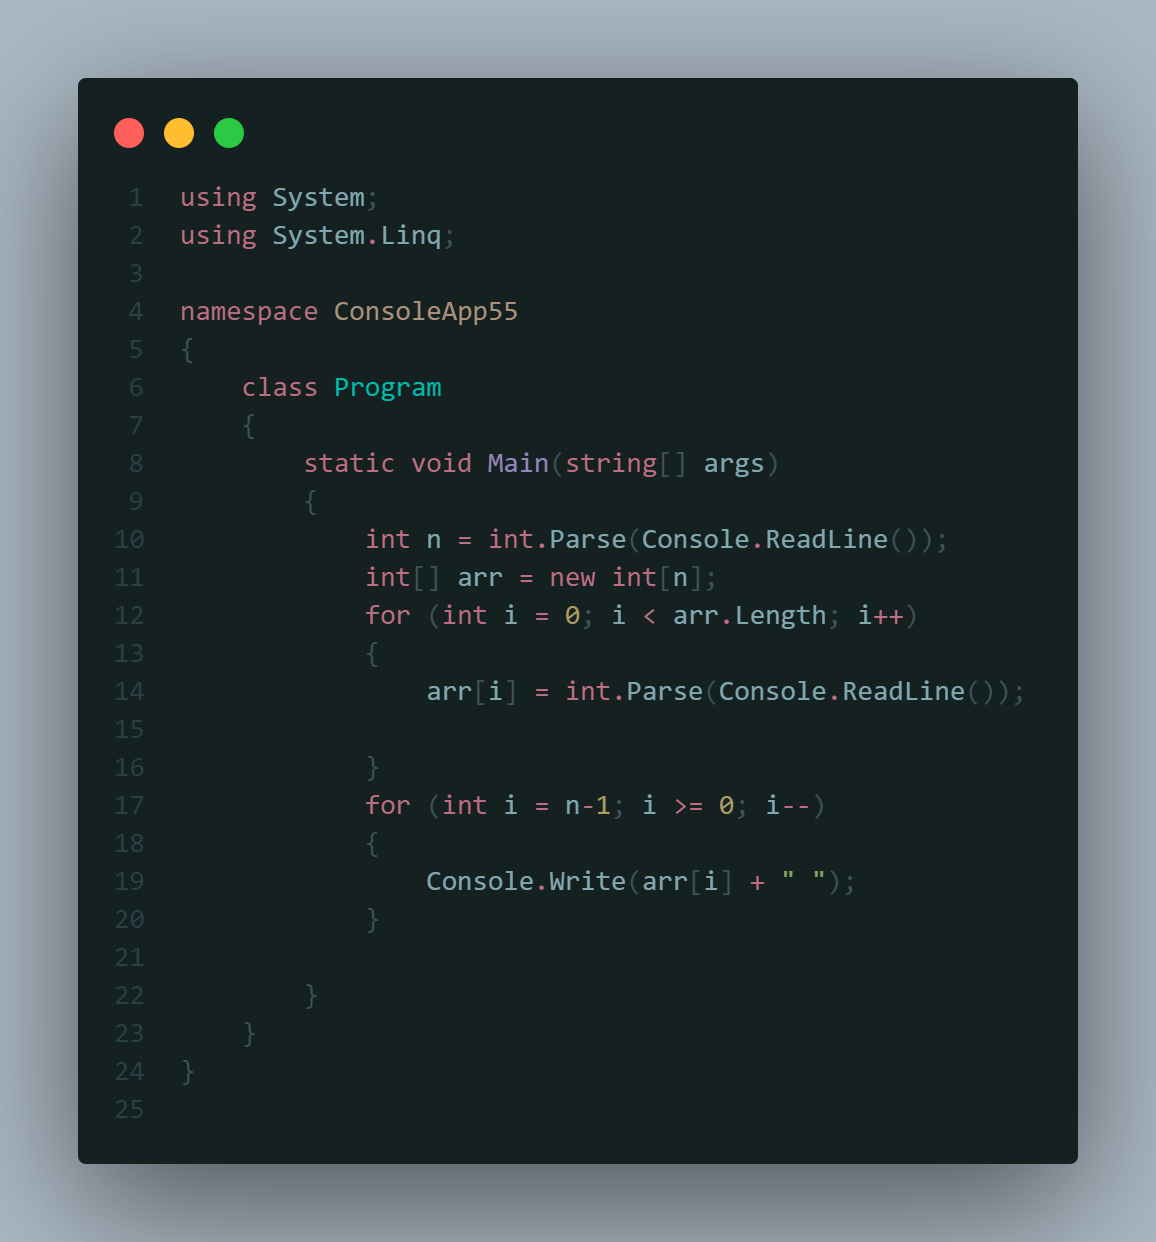 1 using System;
2 using System.Linq;
3
4 namespace ConsoleApp55
5 {
6     class Program
7     {
8         static void Main(string[] args)
9         {
10             int n = int.Parse(Console.ReadLine());
11             int[] arr = new int[n];
12             for (int i = 0; i < arr.Length; i++)
13             {
14                 arr[i] = int.Parse(Console.ReadLine());
15
16             }
17             for (int i = n-1; i >= 0; i--)
18             {
19                 Console.Write(arr[i] + " ");
20             }
21
22         }
23     }
24 }
25